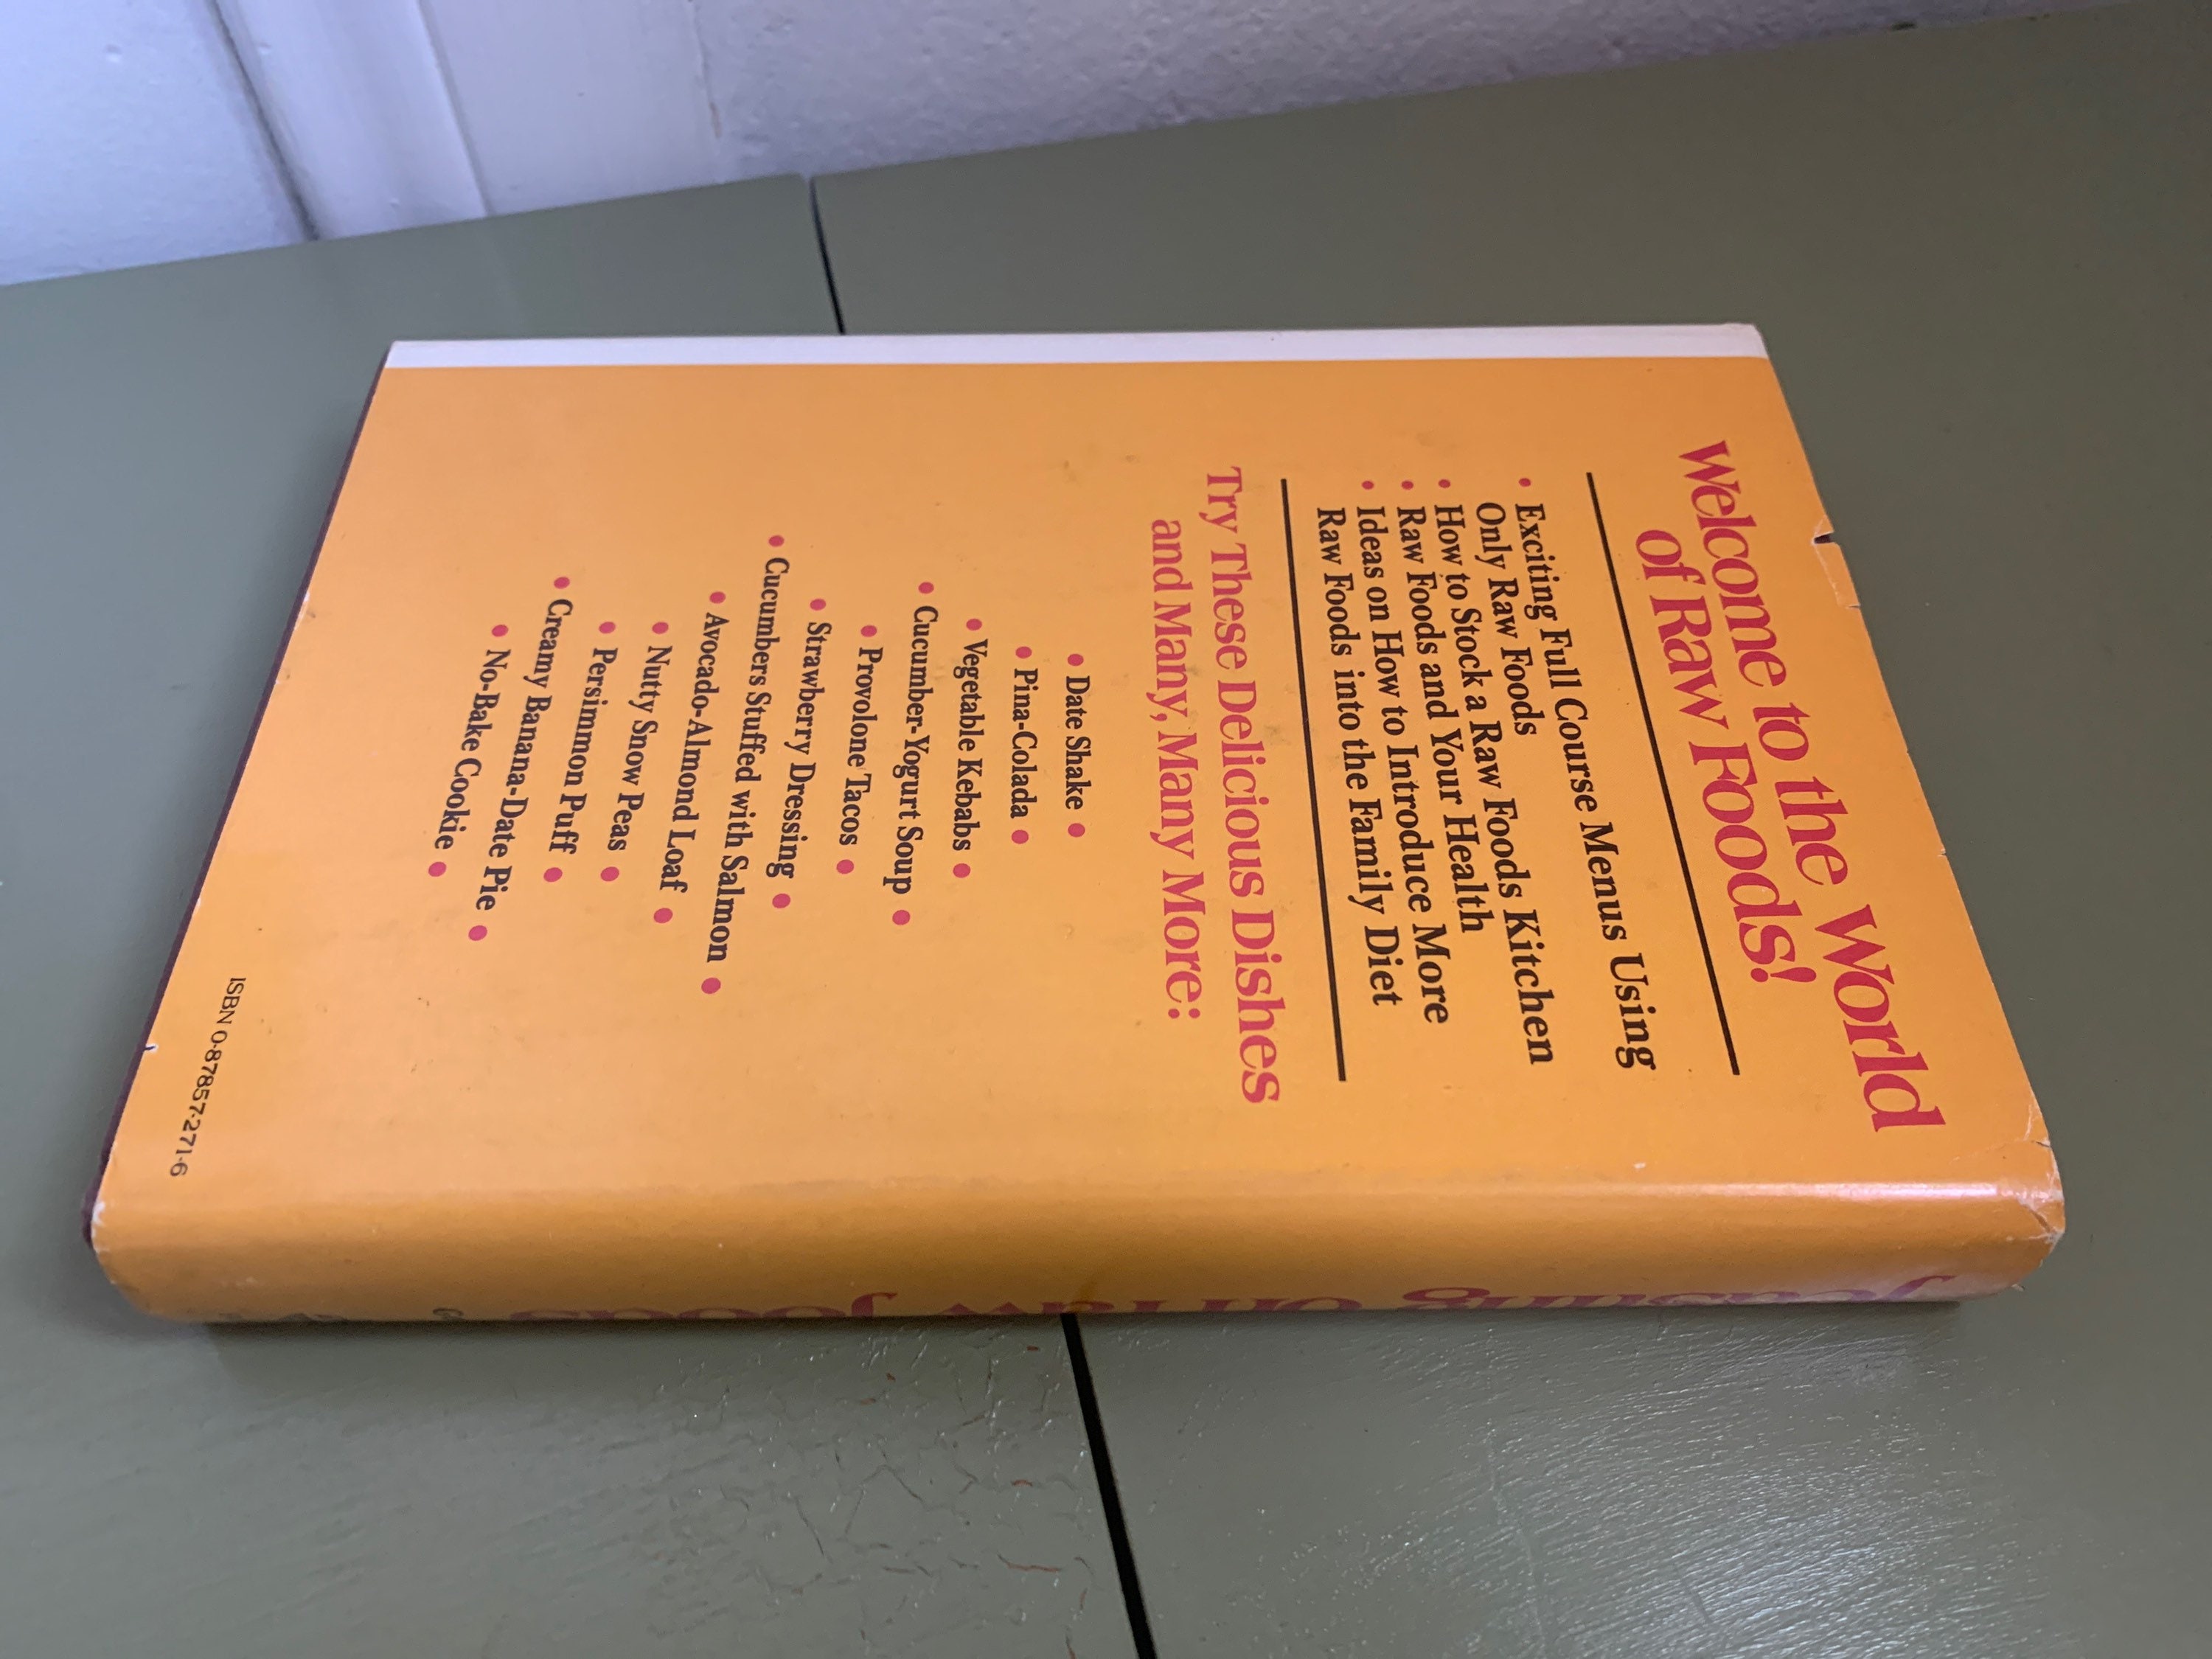 Welcome to the World
of Raw Foods!
• Exciting Full Course Menus Using
Only Raw Foods
• How to Stock a Raw Foods Kitchen
• Raw Foods and Your Health
• Ideas on How to Introduce More
Raw Foods into the Family Diet
Try These Delicious Dishes
and Many, Many More:
• Date Shake •
• Pina-Colada •
• Vegetable Kebabs •
• Cucumber-Yogurt Soup •
• Provolone Tacos •
• Strawberry Dressing •
• Cucumbers Stuffed with Salmon •
• Avocado-Almond Loaf •
• Nutty Snow Peas •
• Persimmon Puff •
• Creamy Banana-Date Pie •
• No-Bake Cookie •
ISBN 0-87857-271-6
feasting on raw foods